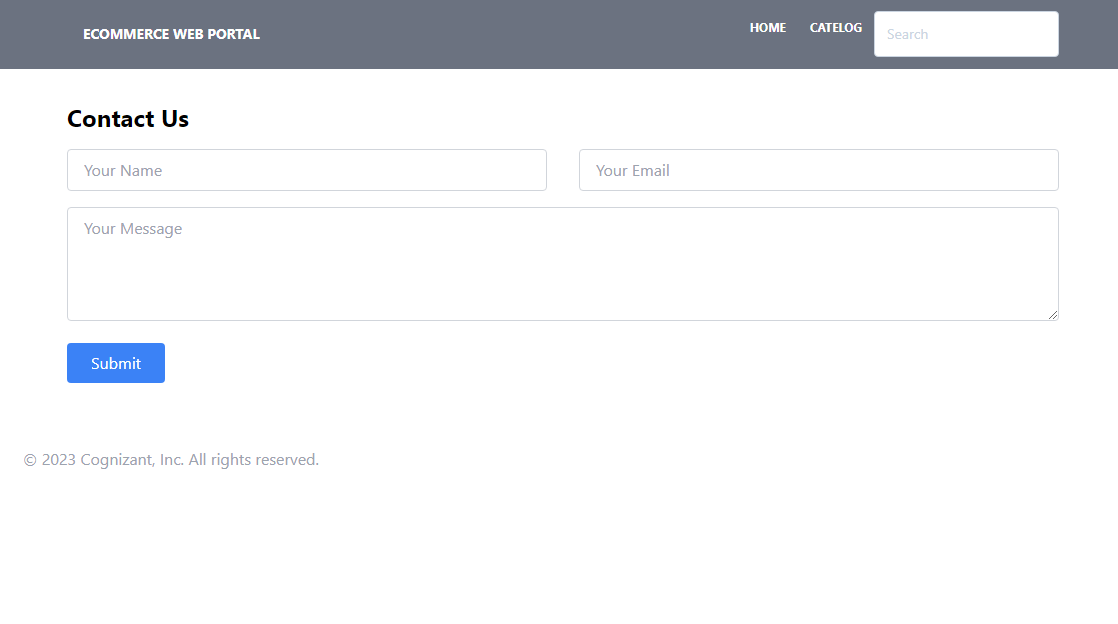 ECOMMERCE WEB PORTAL
HOME
CATELOG
Search
Contact Us
Your Name
Your Email
Your Message
Submit
© 2023 Cognizant, Inc. All rights reserved.